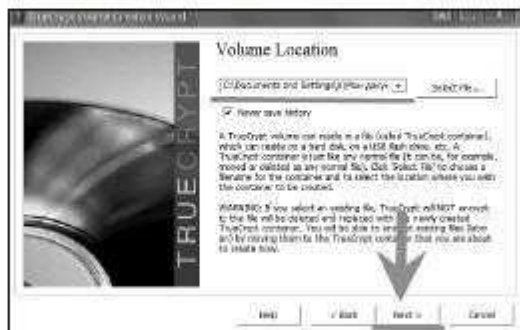 TrueCrypt Volume Creation Wizard
TRUECRYPT
Volume Location
C:\Documents and Settings\
Select File...
Never save history
A TrueCrypt volume can reside in a file (called TrueCrypt container),
which can reside on a hard disk, on a USB flash drive, etc. A
TrueCrypt container is just like any normal file (it can be, for example,
moved or deleted as any normal file). Click 'Select File' to choose a
filename for the container and to select the location where you wish
the container to be created.
WARNING: If you select an existing file, TrueCrypt will NOT encrypt
it; the file will be deleted and replaced with the newly created
TrueCrypt container. You will be able to encrypt existing files (later
on) by moving them to the TrueCrypt container that you are about
to create now.
Help
< Back
Next >
Cancel